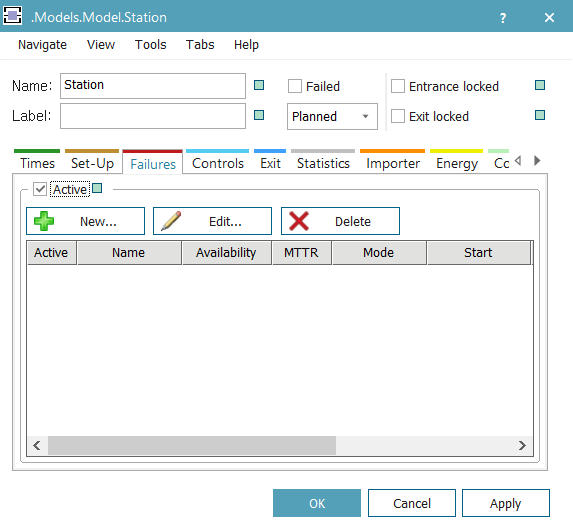 .Models.Model.Station ? ×
Navigate View Tools Tabs Help
Name: Station Failed Entrance locked
Label: Planned Exit locked
Times Set-Up Failures Controls Exit Statistics Importer Energy Co
Active
New... Edit... Delete
Active Name Availability MTTR Mode Start
OK Cancel Apply